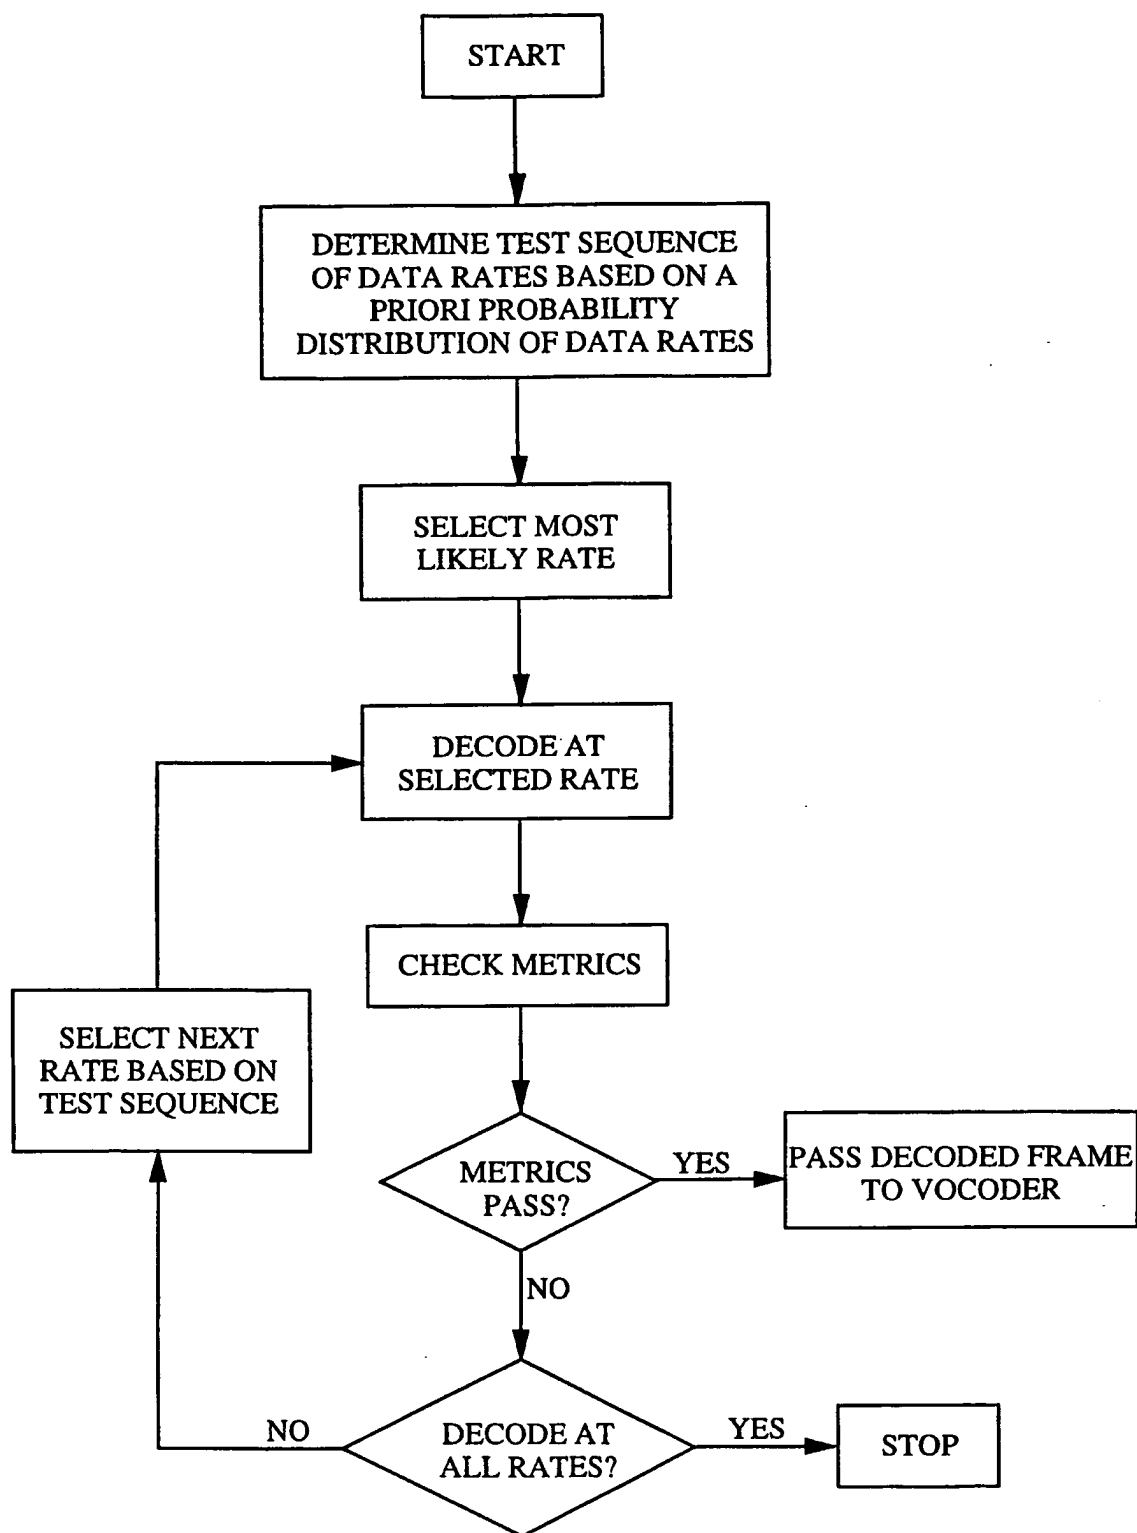 START
DETERMINE TEST SEQUENCE
OF DATA RATES BASED ON A
PRIORI PROBABILITY
DISTRIBUTION OF DATA RATES
SELECT MOST
LIKELY RATE
DECODE AT
SELECTED RATE
CHECK METRICS
SELECT NEXT
RATE BASED ON
TEST SEQUENCE
METRICS
PASS?
YES
PASS DECODED FRAME
TO VOCODER
NO
DECODE AT
ALL RATES?
NO
YES
STOP